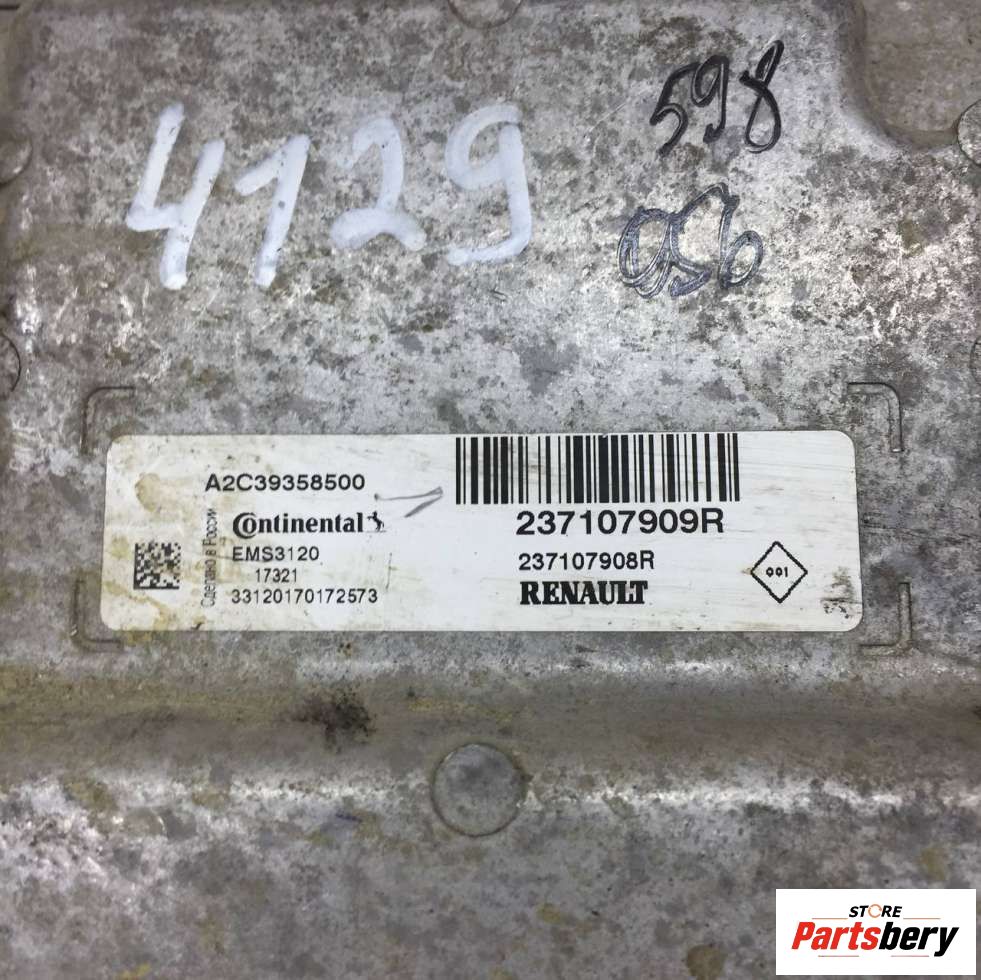 4129
598
056
A2C39358500
Continental
EMS3120
17321
33120170172573
Сделано в России
237107909R
237107908R
RENAULT
001
STORE
Partsbery